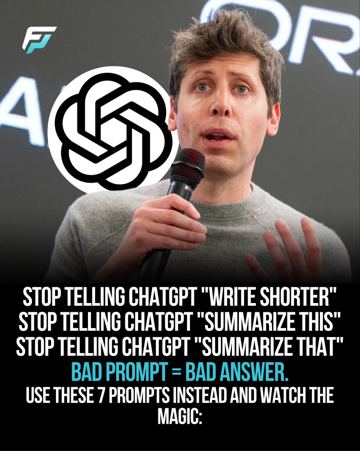 STOP TELLING CHATGPT "WRITE SHORTER"
STOP TELLING CHATGPT "SUMMARIZE THIS"
STOP TELLING CHATGPT "SUMMARIZE THAT"
BAD PROMPT = BAD ANSWER.
USE THESE 7 PROMPTS INSTEAD AND WATCH THE
MAGIC: